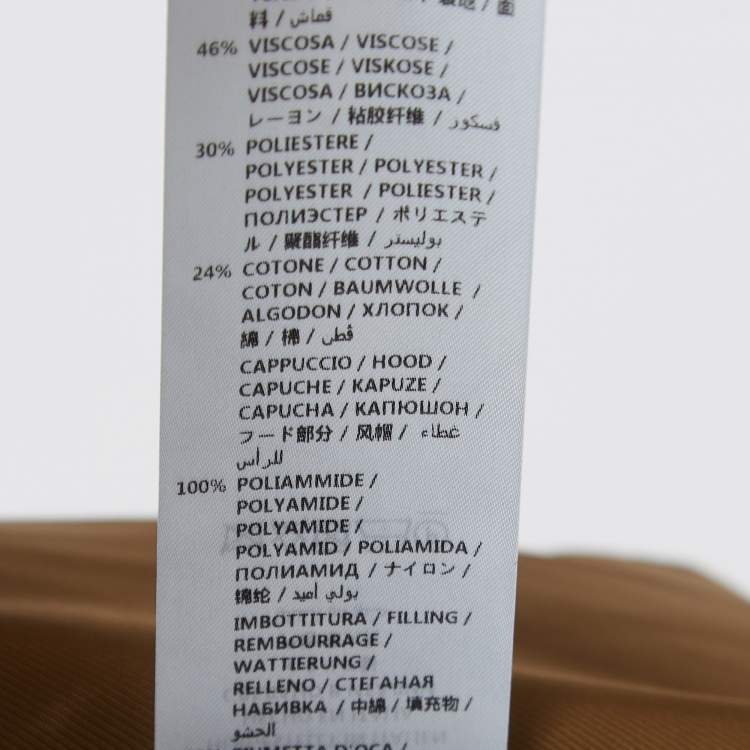 料 / قماش
46% VISCOSA / VISCOSE /
VISCOSE / VISKOSE /
VISCOSA / ВИСКОЗА /
レーヨン / 粘胶纤维 / فسكور
30% POLIESTERE /
POLYESTER / POLYESTER /
POLYESTER / POLIESTER /
ПОЛИЭСТЕР / ポリエステ
ル / 聚酯纤维 / بوليستر
24% COTONE / COTTON /
COTON / BAUMWOLLE /
ALGODON / ХЛОПОК /
綿 / 棉 / قطن
CAPPUCCIO / HOOD /
CAPUCHE / KAPUZE /
CAPUCHA / КАПЮШОН /
フード部分 / 风帽 / غطاء
للرأس
100% POLIAMMIDE /
POLYAMIDE /
POLYAMIDE /
POLYAMID / POLIAMIDA /
ПОЛИАМИД / ナイロン /
锦纶 / بولي أميد
IMBOTTITURA / FILLING /
REMBOURRAGE /
WATTIERUNG /
RELLENO / СТЕГАНАЯ
НАБИВКА / 中綿 / 填充物 /
الحشو